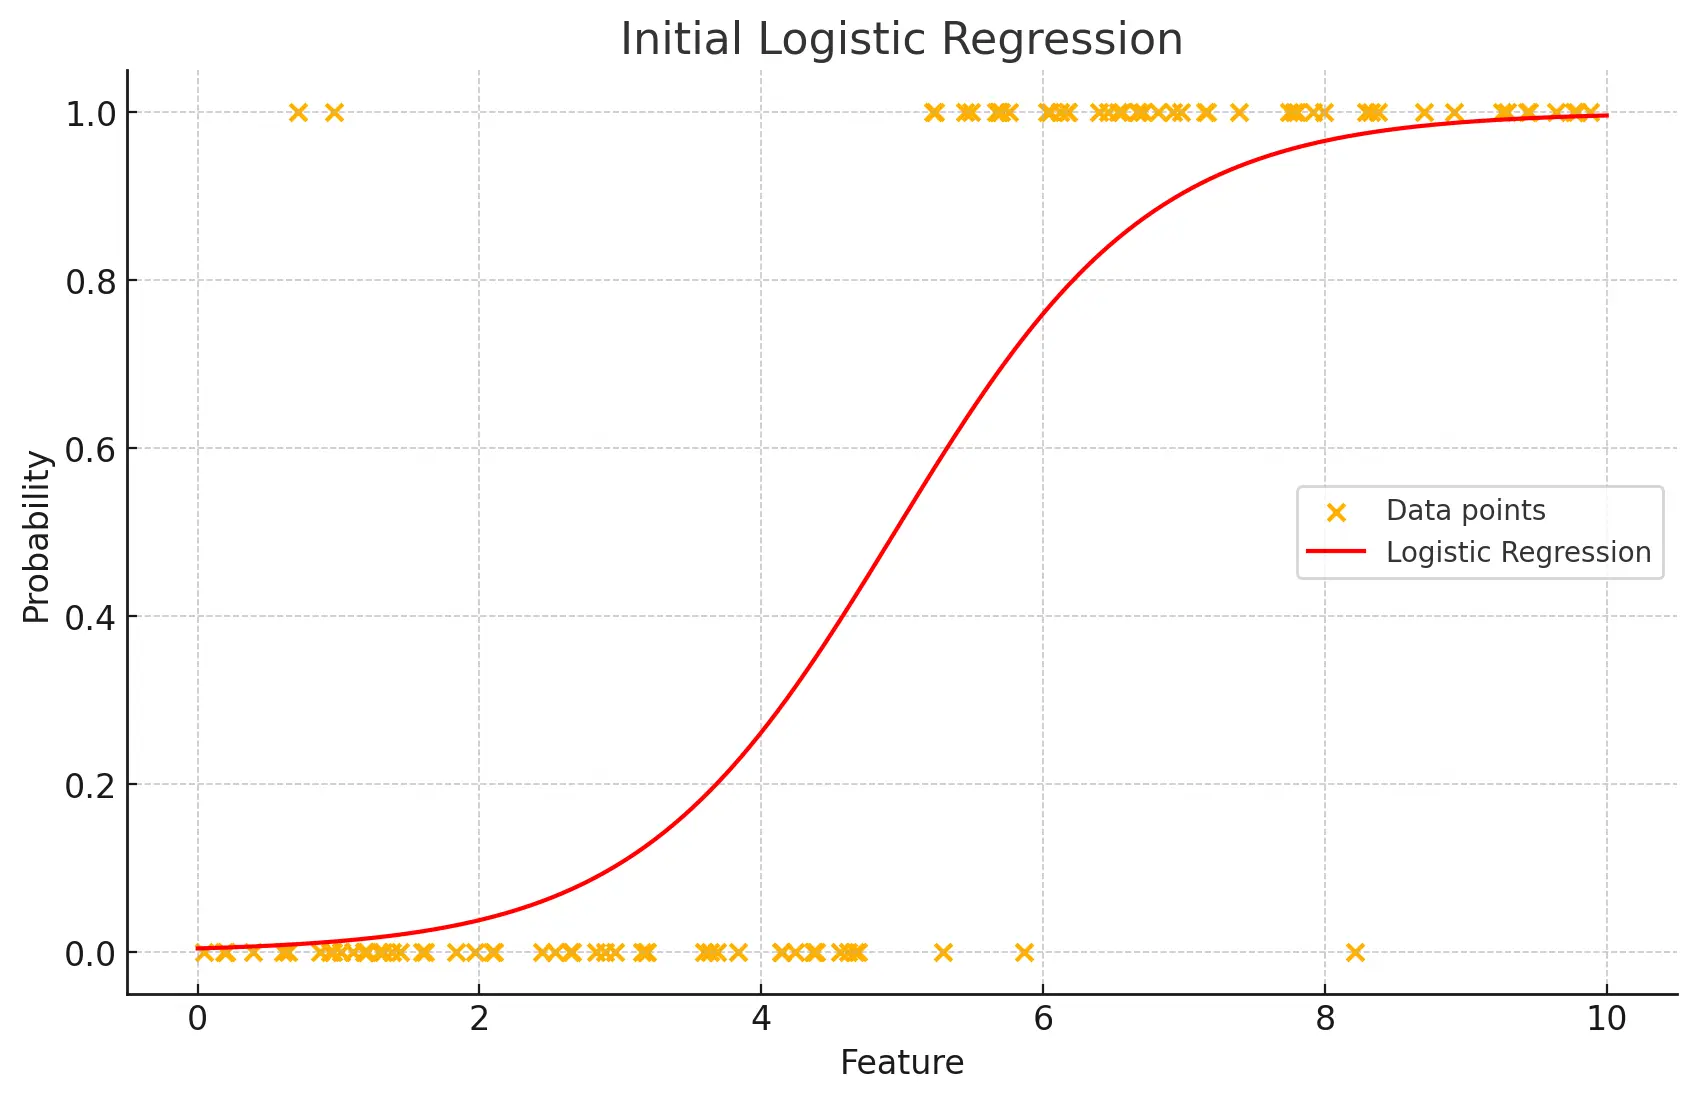 Initial Logistic Regression
1.0
0.8
0.6
0.4
0.2
0.0
Probability
Data points
Logistic Regression
0 2 4 6 8 10
Feature